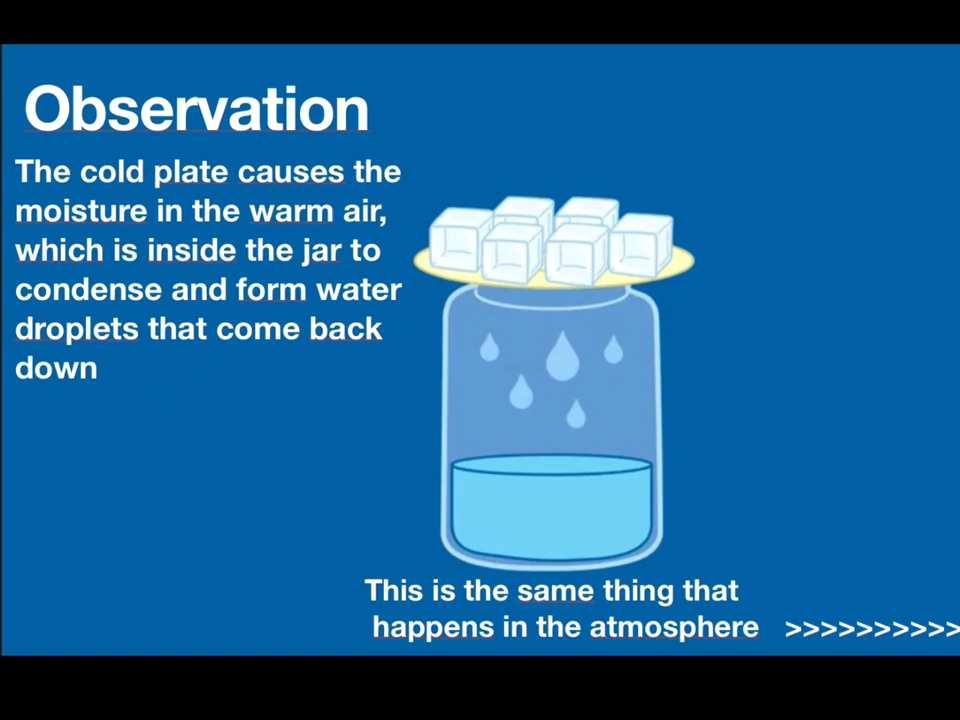 Observation
The cold plate causes the
moisture in the warm air,
which is inside the jar to
condense and form water
droplets that come back
down
This is the same thing that
happens in the atmosphere >>>>>>>>>>